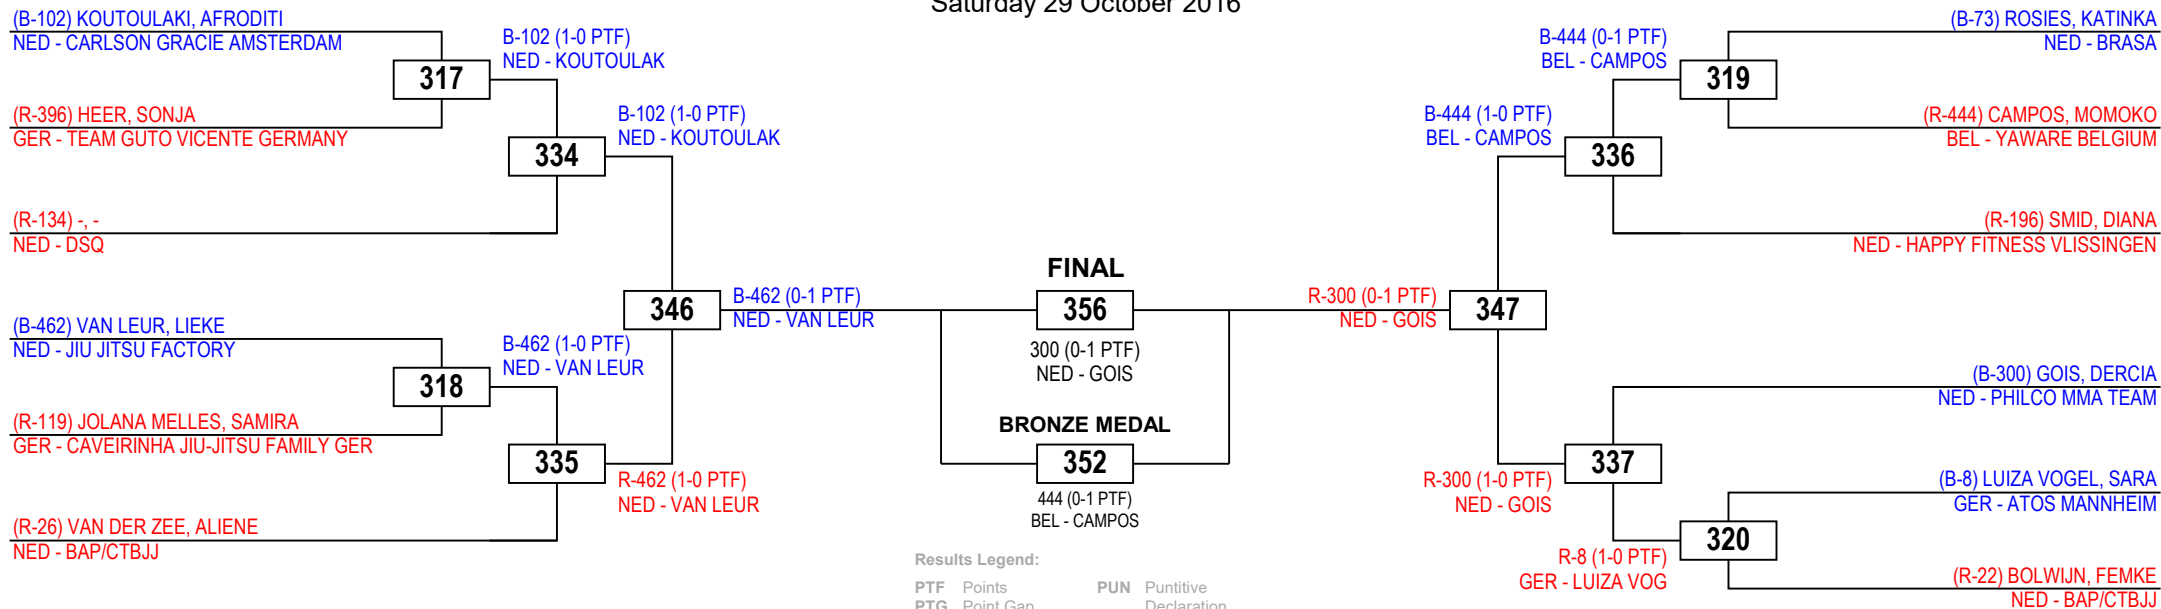 Saturday 29 October 2016
(B-102) KOUTOULAKI, AFRODITI
NED - CARLSON GRACIE AMSTERDAM
B-102 (1-0 PTF)
NED - KOUTOULAK
317
(R-396) HEER, SONJA
GER - TEAM GUTO VICENTE GERMANY
B-102 (1-0 PTF)
NED - KOUTOULAK
334
(R-134) -, -
NED - DSQ
346
B-462 (0-1 PTF)
NED - VAN LEUR
(B-462) VAN LEUR, LIEKE
NED - JIU JITSU FACTORY
B-462 (1-0 PTF)
NED - VAN LEUR
318
(R-119) JOLANA MELLES, SAMIRA
GER - CAVEIRINHA JIU-JITSU FAMILY GER
335
R-462 (1-0 PTF)
NED - VAN LEUR
(R-26) VAN DER ZEE, ALIENE
NED - BAP/CTBJJ
FINAL
356
300 (0-1 PTF)
NED - GOIS
BRONZE MEDAL
352
444 (0-1 PTF)
BEL - CAMPOS
(B-73) ROSIES, KATINKA
NED - BRASA
B-444 (0-1 PTF)
BEL - CAMPOS
319
(R-444) CAMPOS, MOMOKO
BEL - YAWARE BELGIUM
B-444 (1-0 PTF)
BEL - CAMPOS
336
(R-196) SMID, DIANA
NED - HAPPY FITNESS VLISSINGEN
R-300 (0-1 PTF)
NED - GOIS
347
(B-300) GOIS, DERCIA
NED - PHILCO MMA TEAM
337
R-300 (1-0 PTF)
NED - GOIS
(B-8) LUIZA VOGEL, SARA
GER - ATOS MANNHEIM
320
R-8 (1-0 PTF)
GER - LUIZA VOG
(R-22) BOLWIJN, FEMKE
NED - BAP/CTBJJ
Results Legend:
PTF Points PUN Puntitive
PTG Point Gap Declaration